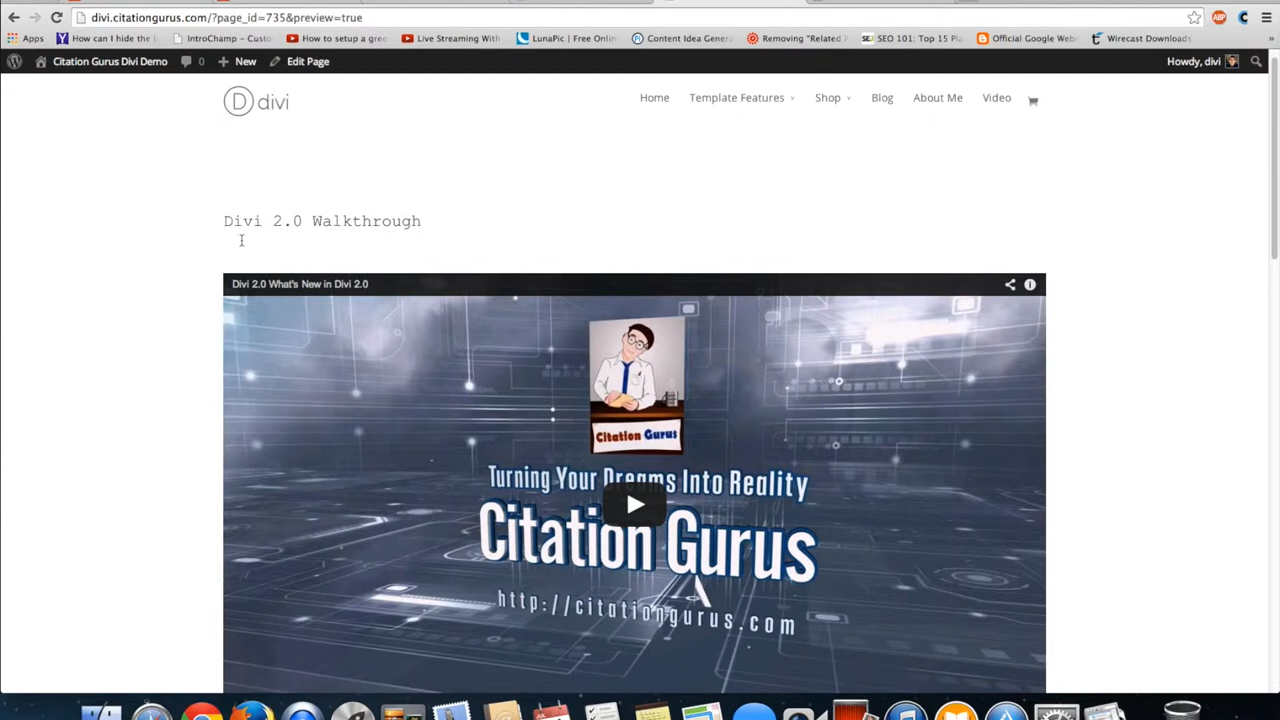 divi.citationgurus.com/?page_id=735&preview=true
ABP
Apps
How can I hide the b
IntroChamp – Custo
How to setup a gree
Live Streaming With
LunaPic | Free Onlin
Content Idea Genera
Removing "Related P
SEO 101: Top 15 Pla
Official Google Web
Wirecast Downloads
»
Citation Gurus Divi Demo
0
New
Edit Page
Howdy, divi
D divi
Home
Template Features
Shop
Blog
About Me
Video
Divi 2.0 Walkthrough
Divi 2.0 What's New in Divi 2.0
Citation Gurus
Turning Your Dreams Into Reality
Citation Gurus
http://citationgurus.com